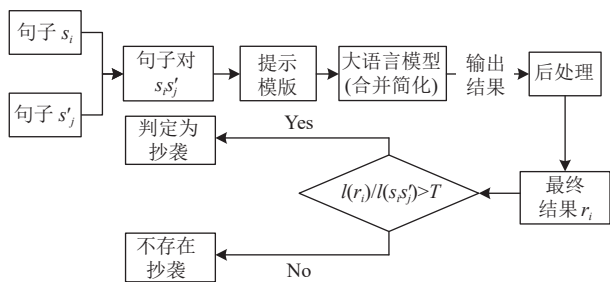 句子 sᵢ
句子 s′ⱼ
句子对
sᵢs′ⱼ
提示
模版
大语言模型
(合并简化)
输出
结果
后处理
最终
结果 rᵢ
l(rᵢ)/l(sᵢs′ⱼ)>T
Yes
判定为
抄袭
No
不存在
抄袭